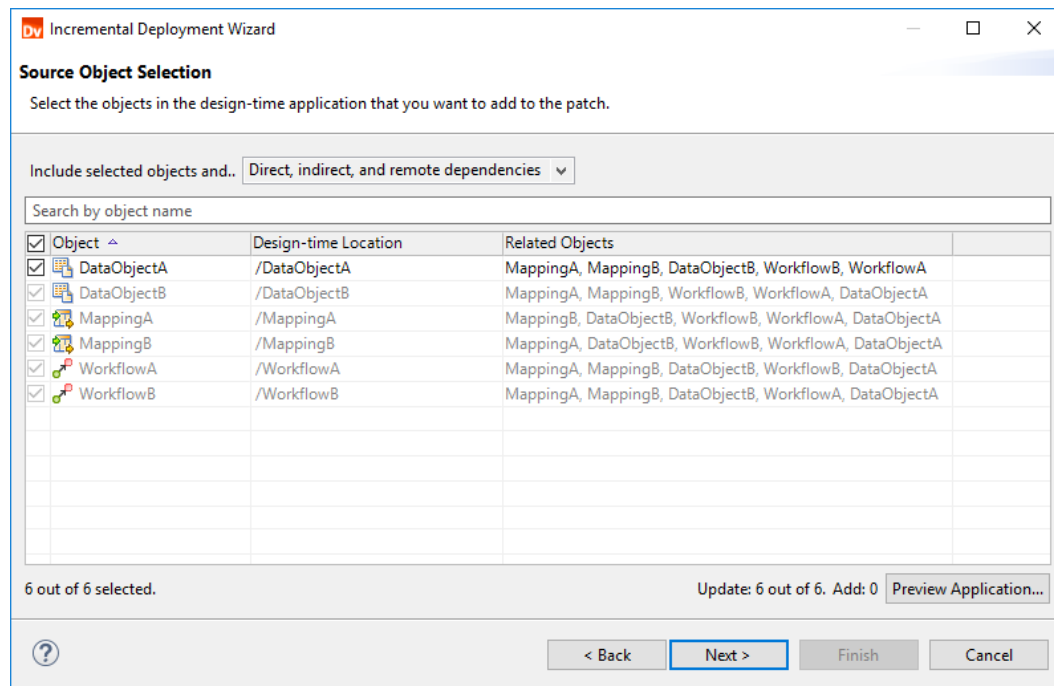 Dv Incremental Deployment Wizard
Source Object Selection
Select the objects in the design-time application that you want to add to the patch.
Include selected objects and.. Direct, indirect, and remote dependencies
Search by object name
Object Design-time Location Related Objects
DataObjectA /DataObjectA MappingA, MappingB, DataObjectB, WorkflowB, WorkflowA
DataObjectB /DataObjectB MappingA, MappingB, WorkflowB, WorkflowA, DataObjectA
MappingA /MappingA MappingB, DataObjectB, WorkflowB, WorkflowA, DataObjectA
MappingB /MappingB MappingA, DataObjectB, WorkflowB, WorkflowA, DataObjectA
WorkflowA /WorkflowA MappingA, MappingB, DataObjectB, WorkflowB, DataObjectA
WorkflowB /WorkflowB MappingA, MappingB, DataObjectB, WorkflowA, DataObjectA
6 out of 6 selected. Update: 6 out of 6. Add: 0 Preview Application...
? < Back Next > Finish Cancel